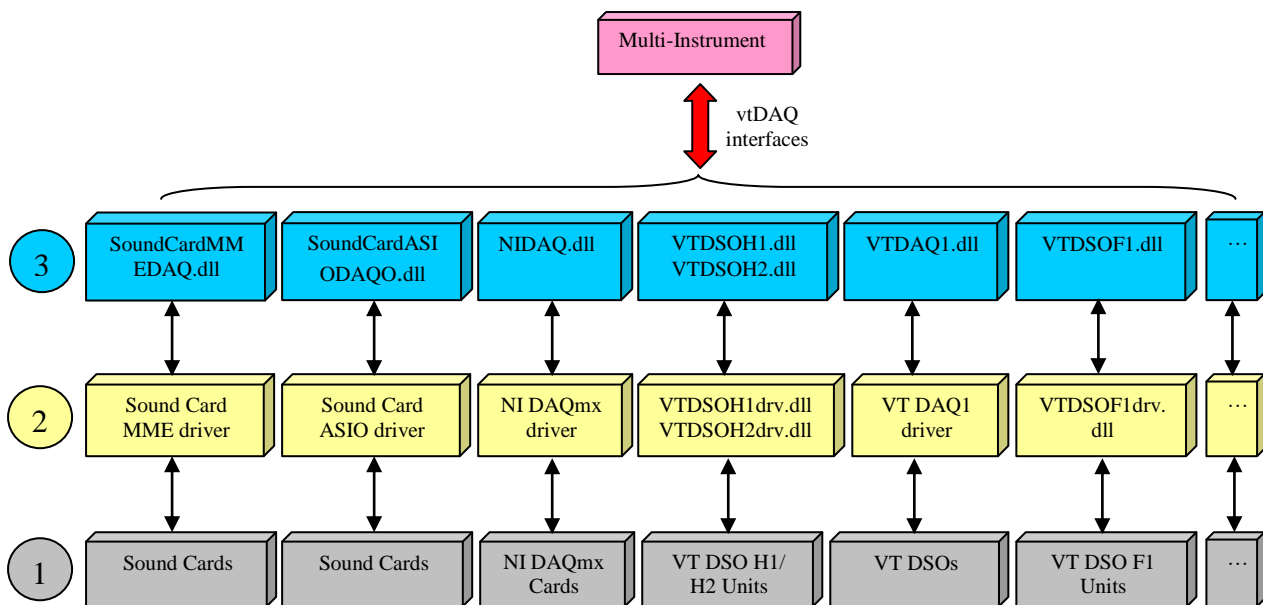 Multi-Instrument
vtDAQ
interfaces
3
SoundCardMM
EDAQ.dll
SoundCardASI
ODAQO.dll
NIDAQ.dll
VTDSOH1.dll
VTDSOH2.dll
VTDAQ1.dll
VTDSOF1.dll
…
2
Sound Card
MME driver
Sound Card
ASIO driver
NI DAQmx
driver
VTDSOH1drv.dll
VTDSOH2drv.dll
VT DAQ1
driver
VTDSOF1drv.
dll
…
1
Sound Cards
Sound Cards
NI DAQmx
Cards
VT DSO H1/
H2 Units
VT DSOs
VT DSO F1
Units
…